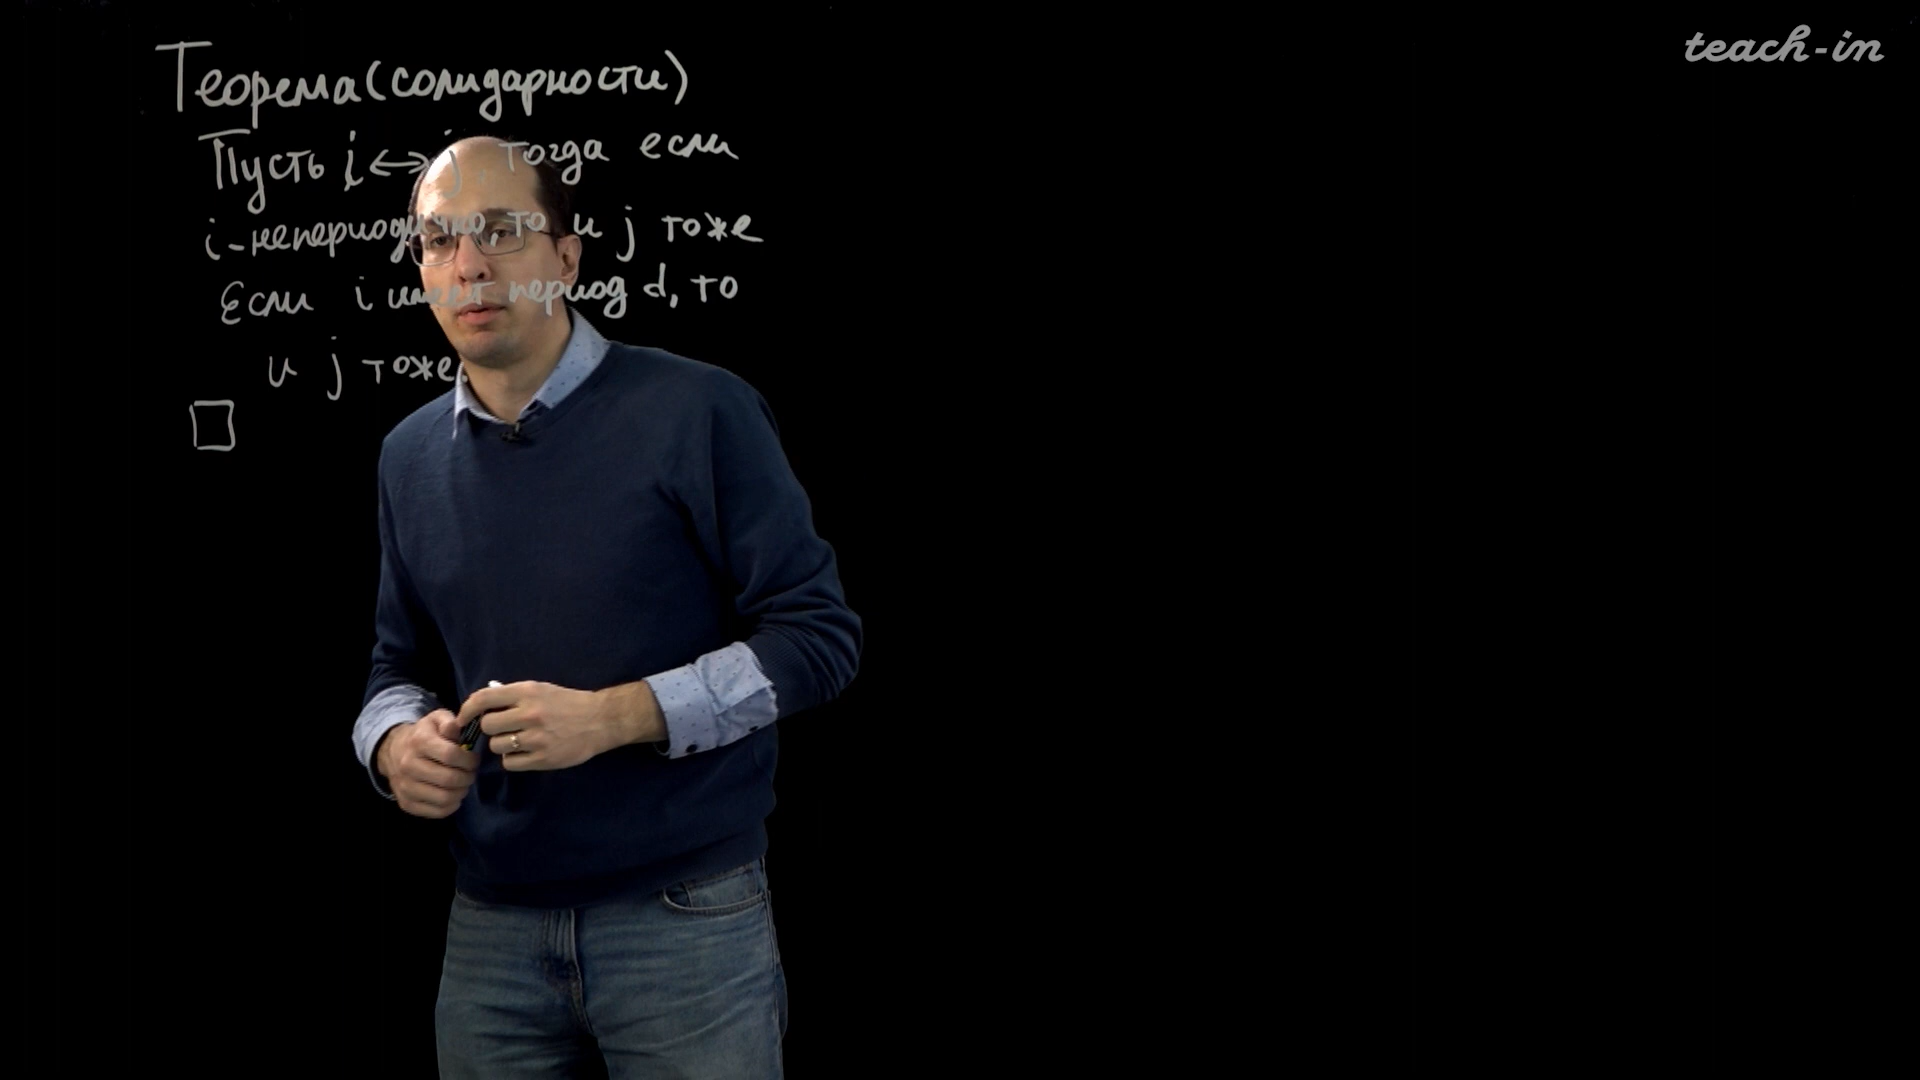 teach-in
Теорема (солидарности)
Пусть i ↔ j, тогда если
i - непериодично, то и j тоже
Если i имеет период d, то
и j тоже.